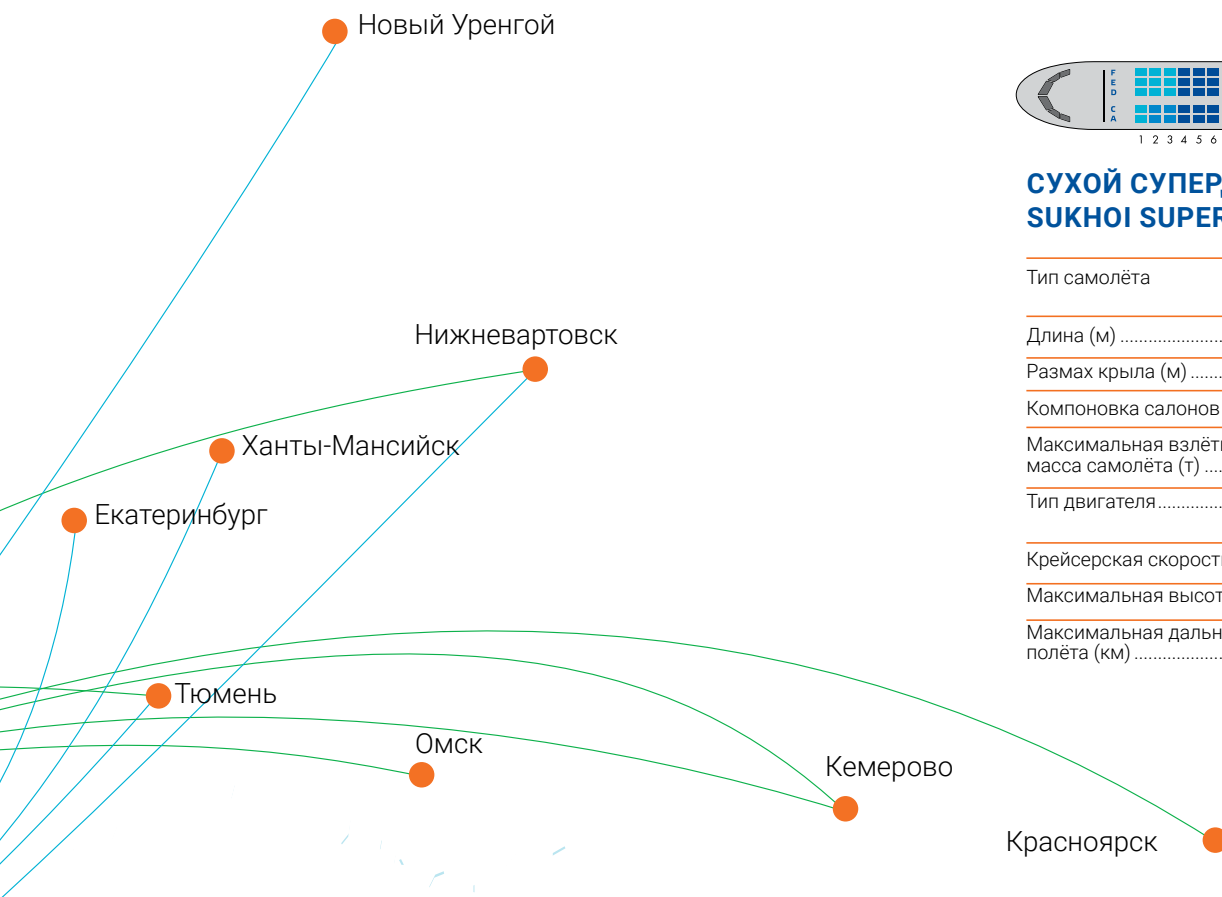 Новый Уренгой
Нижневартовск
Ханты-Мансийск
Екатеринбург
Тюмень
Омск
Кемерово
Красноярск
F
E
D
C
A
1 2 3 4 5 6
СУХОЙ СУПЕР
SUKHOI SUPER
Тип самолёта
Длина (м)
Размах крыла (м)
Компоновка салонов
Максимальная взлётн
масса самолёта (т)
Тип двигателя
Крейсерская скорост
Максимальная высот
Максимальная дальн
полёта (км)